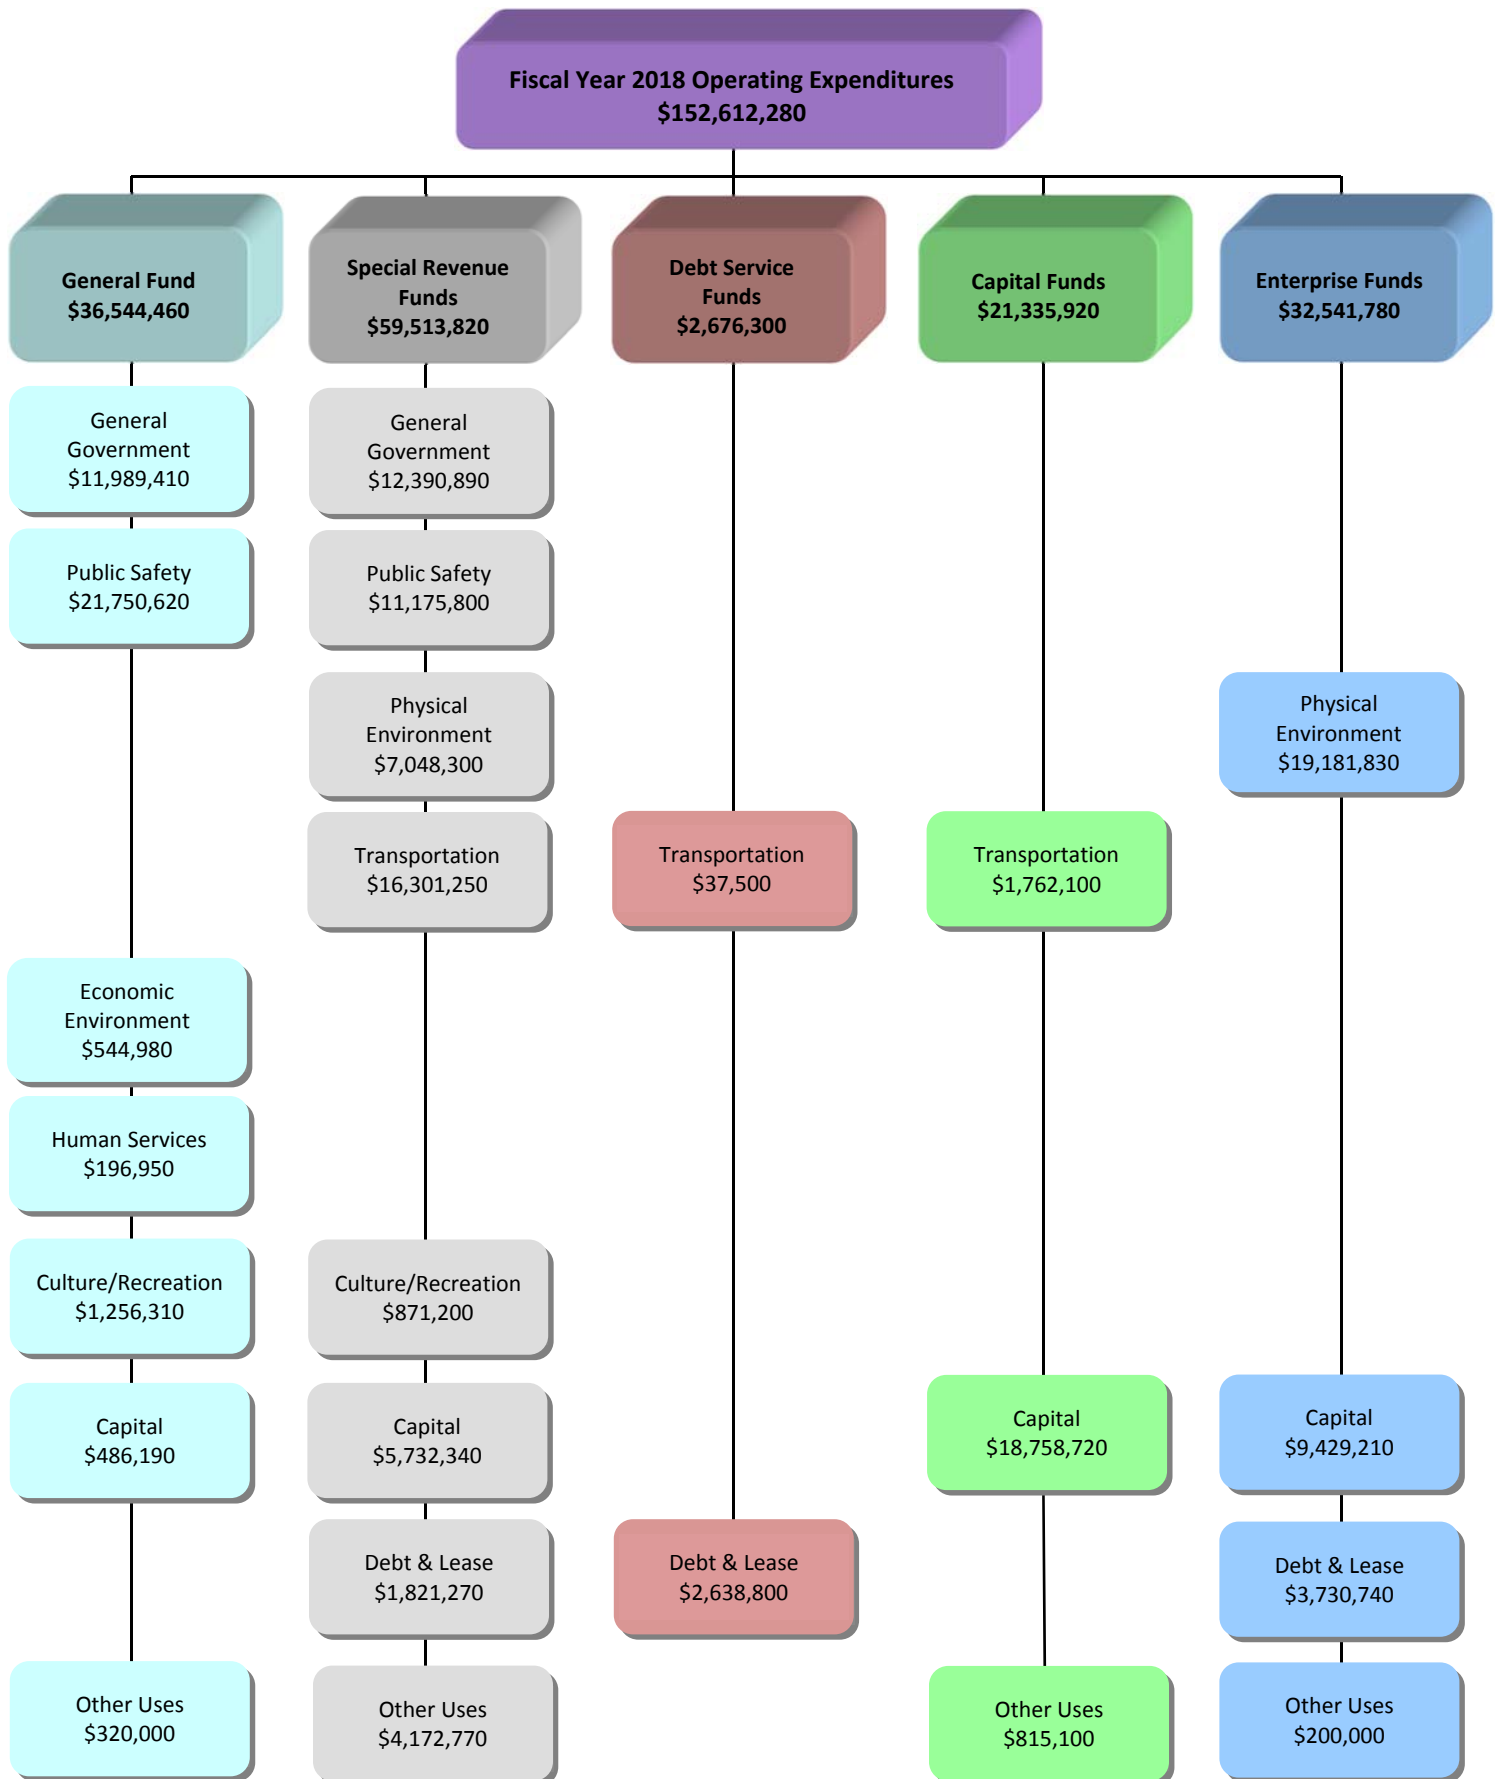 Fiscal Year 2018 Operating Expenditures
$152,612,280
General Fund
$36,544,460
Special Revenue
Funds
$59,513,820
Debt Service
Funds
$2,676,300
Capital Funds
$21,335,920
Enterprise Funds
$32,541,780
General
Government
$11,989,410
General
Government
$12,390,890
Public Safety
$21,750,620
Public Safety
$11,175,800
Physical
Environment
$7,048,300
Physical
Environment
$19,181,830
Transportation
$16,301,250
Transportation
$37,500
Transportation
$1,762,100
Economic
Environment
$544,980
Human Services
$196,950
Culture/Recreation
$1,256,310
Culture/Recreation
$871,200
Capital
$486,190
Capital
$5,732,340
Capital
$18,758,720
Capital
$9,429,210
Debt & Lease
$1,821,270
Debt & Lease
$2,638,800
Debt & Lease
$3,730,740
Other Uses
$320,000
Other Uses
$4,172,770
Other Uses
$815,100
Other Uses
$200,000